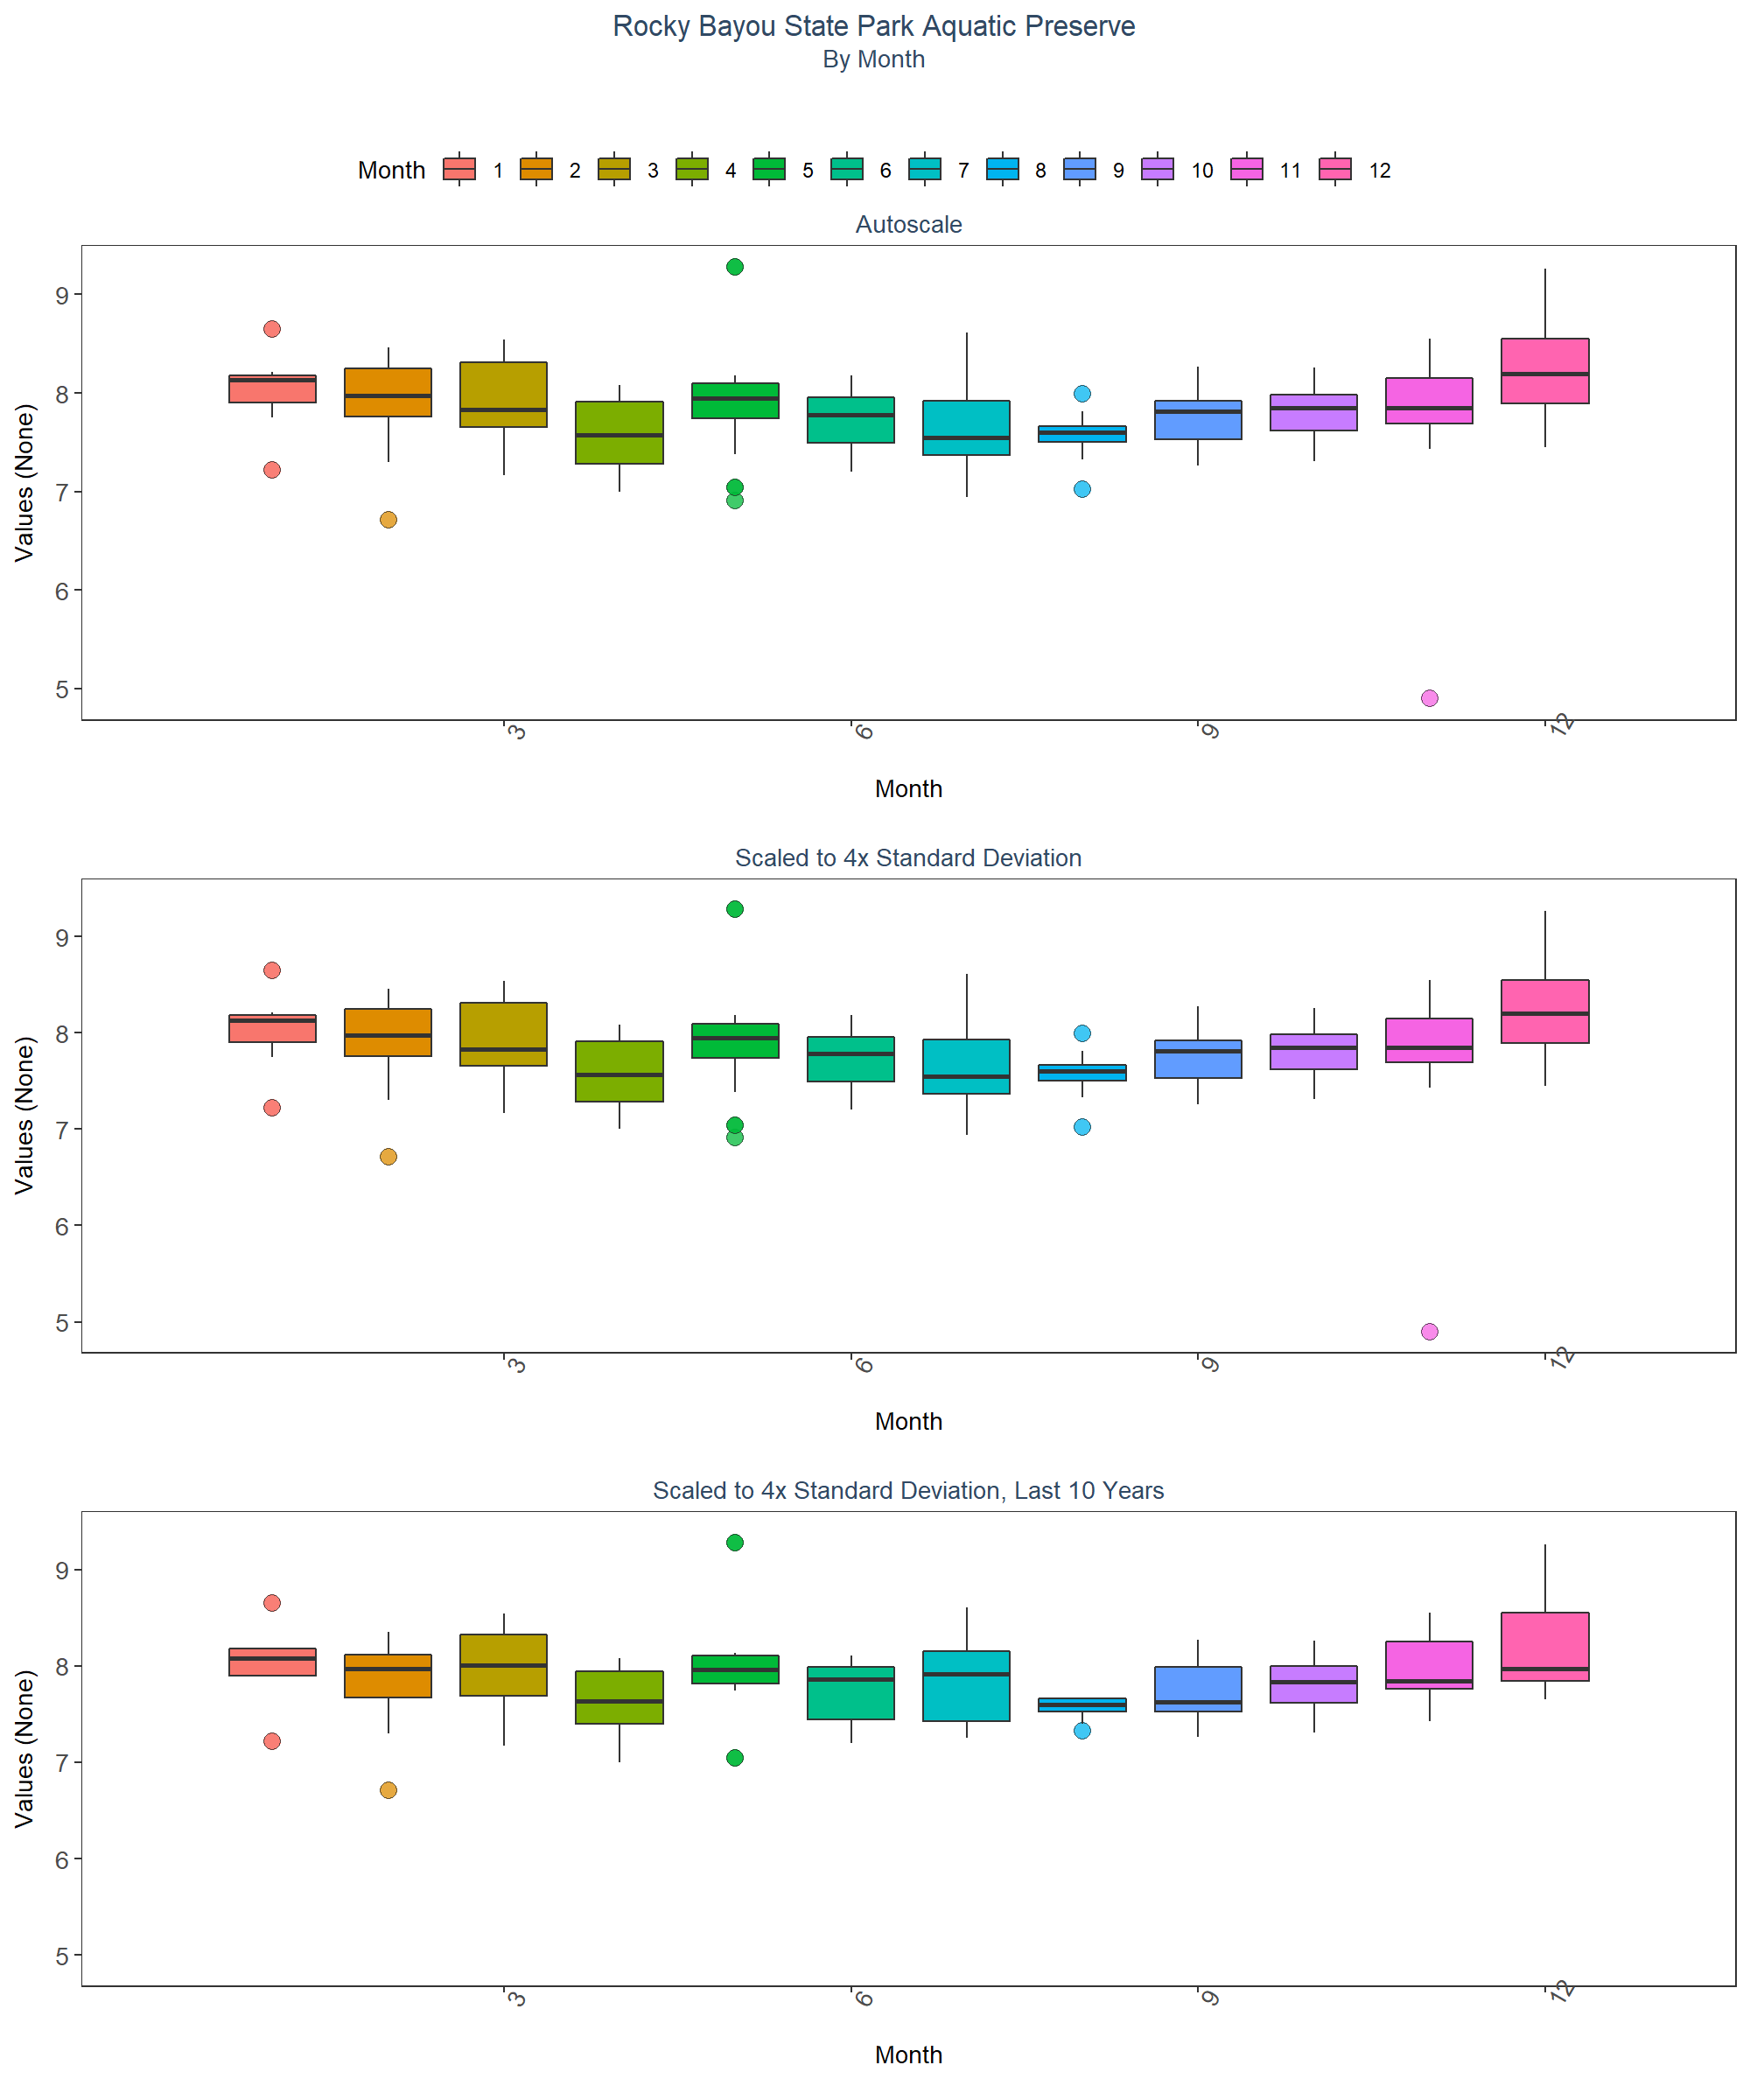 Rocky Bayou State Park Aquatic Preserve
By Month
Month 1 2 3 4 5 6 7 8 9 10 11 12
Autoscale
Values (None)
9
8
7
6
5
3 6 9 12
Month
Scaled to 4x Standard Deviation
Values (None)
9
8
7
6
5
3 6 9 12
Month
Scaled to 4x Standard Deviation, Last 10 Years
Values (None)
9
8
7
6
5
3 6 9 12
Month